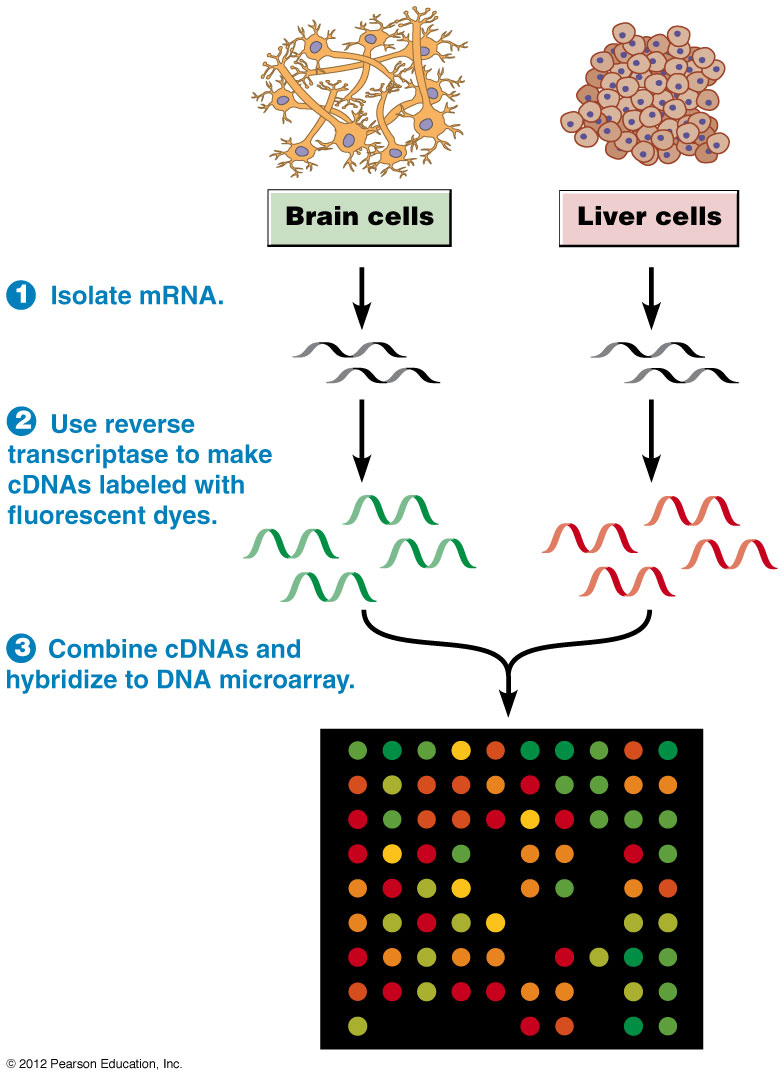 Brain cells
Liver cells
1 Isolate mRNA.
2 Use reverse
transcriptase to make
cDNAs labeled with
fluorescent dyes.
3 Combine cDNAs and
hybridize to DNA microarray.
© 2012 Pearson Education, Inc.